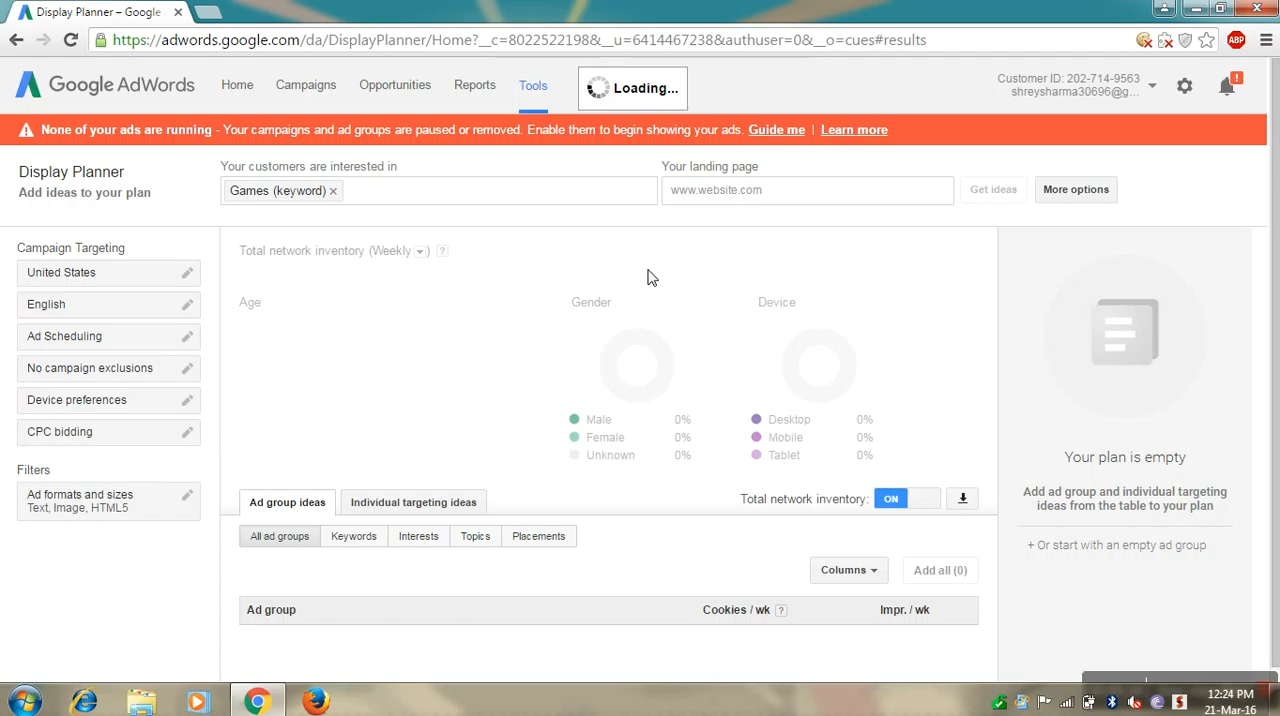 Display Planner – Google
https://adwords.google.com/da/DisplayPlanner/Home?__c=8022522198&__u=6414467238&authuser=0&__o=cues#results
ABP
Google AdWords
Home
Campaigns
Opportunities
Reports
Tools
Loading...
Customer ID: 202-714-9563
shreysharma30696@g...
!
None of your ads are running - Your campaigns and ad groups are paused or removed. Enable them to begin showing your ads. Guide me | Learn more
Display Planner
Add ideas to your plan
Your customers are interested in
Games (keyword) ×
Your landing page
www.website.com
Get ideas
More options
Campaign Targeting
United States
English
Ad Scheduling
No campaign exclusions
Device preferences
CPC bidding
Filters
Ad formats and sizes
Text, Image, HTML5
Total network inventory (Weekly ) ?
Age
Gender
Device
Male 0%
Female 0%
Unknown 0%
Desktop 0%
Mobile 0%
Tablet 0%
Ad group ideas
Individual targeting ideas
Total network inventory: ON
All ad groups
Keywords
Interests
Topics
Placements
Columns
Add all (0)
Ad group
Cookies / wk ?
Impr. / wk
Your plan is empty
Add ad group and individual targeting
ideas from the table to your plan
+ Or start with an empty ad group
12:24 PM
21-Mar-16